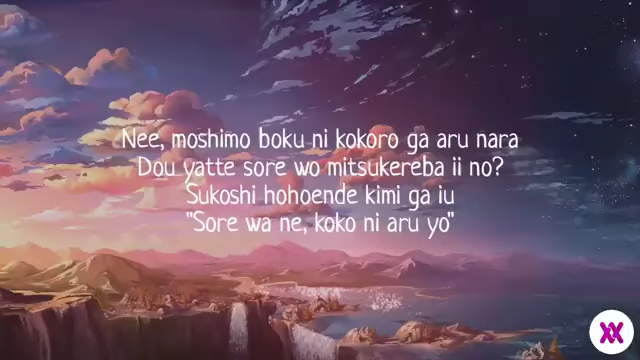 Nee, moshimo boku ni kokoro ga aru nara
Dou yatte sore wo mitsukereba ii no?
Sukoshi hohoende kimi ga iu
"Sore wa ne, koko ni aru yo"